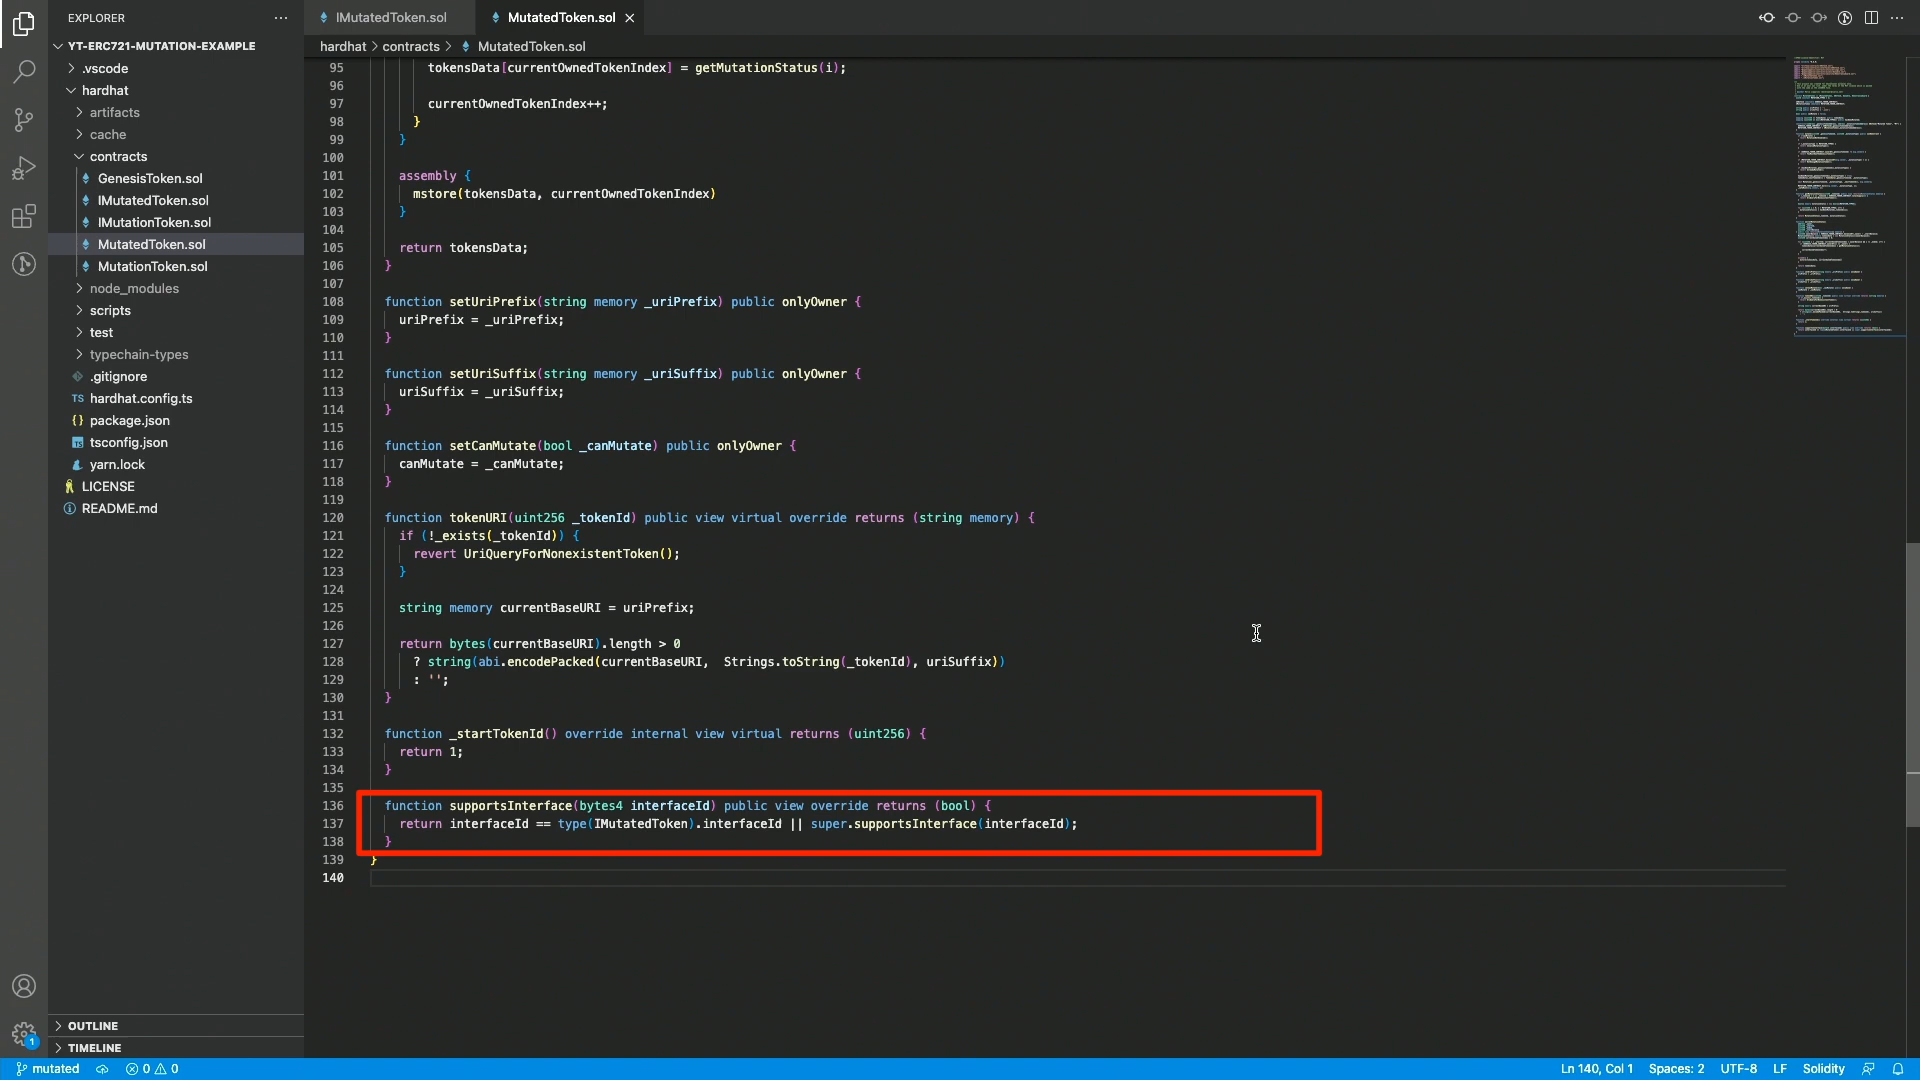 EXPLORER
YT-ERC721-MUTATION-EXAMPLE
.vscode
hardhat
artifacts
cache
contracts
GenesisToken.sol
IMutatedToken.sol
IMutationToken.sol
MutatedToken.sol
MutationToken.sol
node_modules
scripts
test
typechain-types
.gitignore
TS hardhat.config.ts
{} package.json
TS tsconfig.json
yarn.lock
LICENSE
README.md
OUTLINE
TIMELINE
IMutatedToken.sol
MutatedToken.sol
hardhat > contracts > MutatedToken.sol
95 tokensData[currentOwnedTokenIndex] = getMutationStatus(i);
96
97 currentOwnedTokenIndex++;
98 }
99 }
100
101 assembly {
102 mstore(tokensData, currentOwnedTokenIndex)
103 }
104
105 return tokensData;
106 }
107
108 function setUriPrefix(string memory _uriPrefix) public onlyOwner {
109 uriPrefix = _uriPrefix;
110 }
111
112 function setUriSuffix(string memory _uriSuffix) public onlyOwner {
113 uriSuffix = _uriSuffix;
114 }
115
116 function setCanMutate(bool _canMutate) public onlyOwner {
117 canMutate = _canMutate;
118 }
119
120 function tokenURI(uint256 _tokenId) public view virtual override returns (string memory) {
121 if (!_exists(_tokenId)) {
122 revert UriQueryForNonexistentToken();
123 }
124
125 string memory currentBaseURI = uriPrefix;
126
127 return bytes(currentBaseURI).length > 0
128 ? string(abi.encodePacked(currentBaseURI,  Strings.toString(_tokenId), uriSuffix))
129 : '';
130 }
131
132 function _startTokenId() override internal view virtual returns (uint256) {
133 return 1;
134 }
135
136 function supportsInterface(bytes4 interfaceId) public view override returns (bool) {
137 return interfaceId == type(IMutatedToken).interfaceId || super.supportsInterface(interfaceId);
138 }
139 }
140
1
mutated 0 0 Ln 140, Col 1 Spaces: 2 UTF-8 LF Solidity